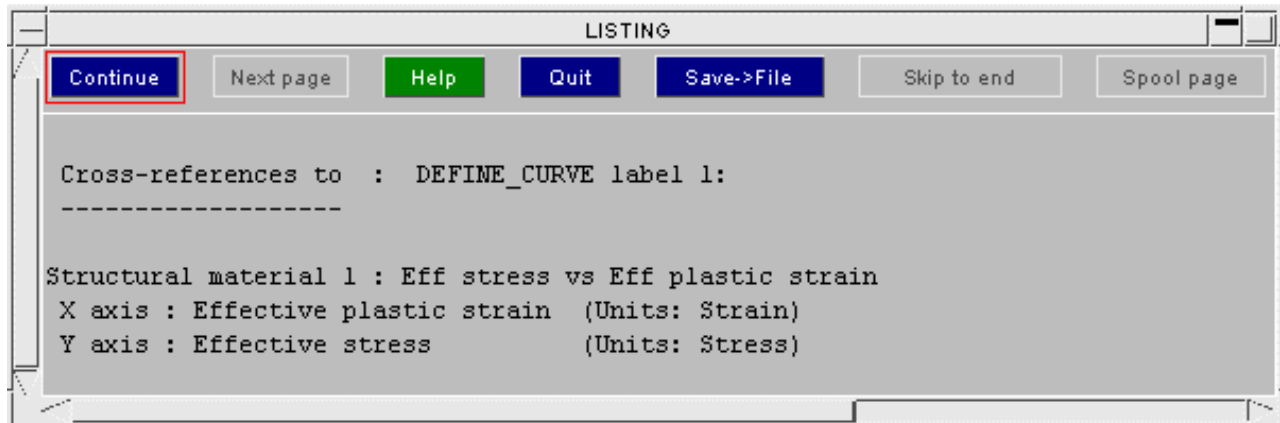 LISTING
Continue Next page Help Quit Save->File Skip to end Spool page
Cross-references to : DEFINE_CURVE label 1:
-------------------
Structural material 1 : Eff stress vs Eff plastic strain
X axis : Effective plastic strain (Units: Strain)
Y axis : Effective stress (Units: Stress)